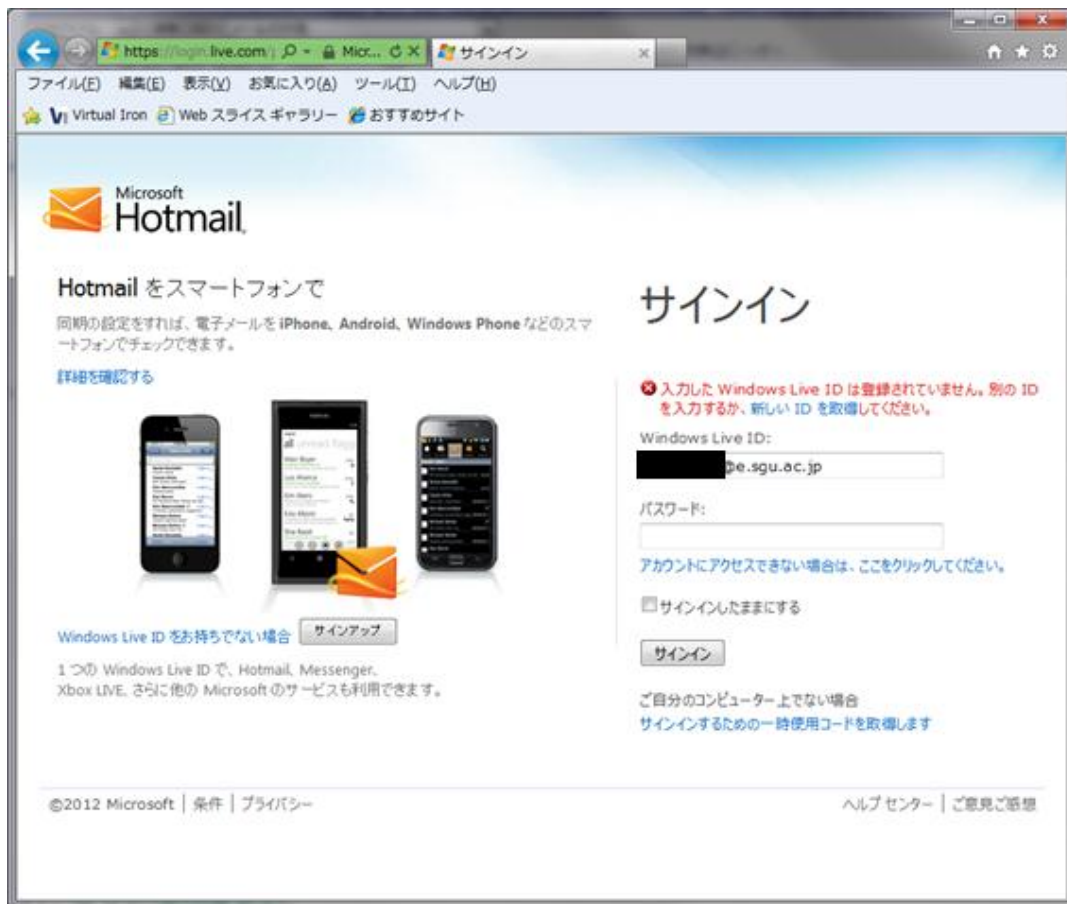 https://login.live.com/
Micr...
サインイン
ファイル(F) 編集(E) 表示(V) お気に入り(A) ツール(T) ヘルプ(H)
Virtual Iron Web スライス ギャラリー おすすめサイト
Microsoft
Hotmail
Hotmail をスマートフォンで
同期の設定をすれば、電子メールを iPhone、Android、Windows Phone などのスマ
ートフォンでチェックできます。
詳細を確認する
Windows Live ID をお持ちでない場合 サインアップ
1 つの Windows Live ID で、Hotmail、Messenger、
Xbox LIVE、さらに他の Microsoft のサービスも利用できます。
サインイン
入力した Windows Live ID は登録されていません。別の ID
を入力するか、新しい ID を取得してください。
Windows Live ID:
@e.sgu.ac.jp
パスワード:
アカウントにアクセスできない場合は、ここをクリックしてください。
サインインしたままにする
サインイン
ご自分のコンピューター上でない場合
サインインするための一時使用コードを取得します
©2012 Microsoft | 条件 | プライバシー
ヘルプ センター | ご意見ご感想